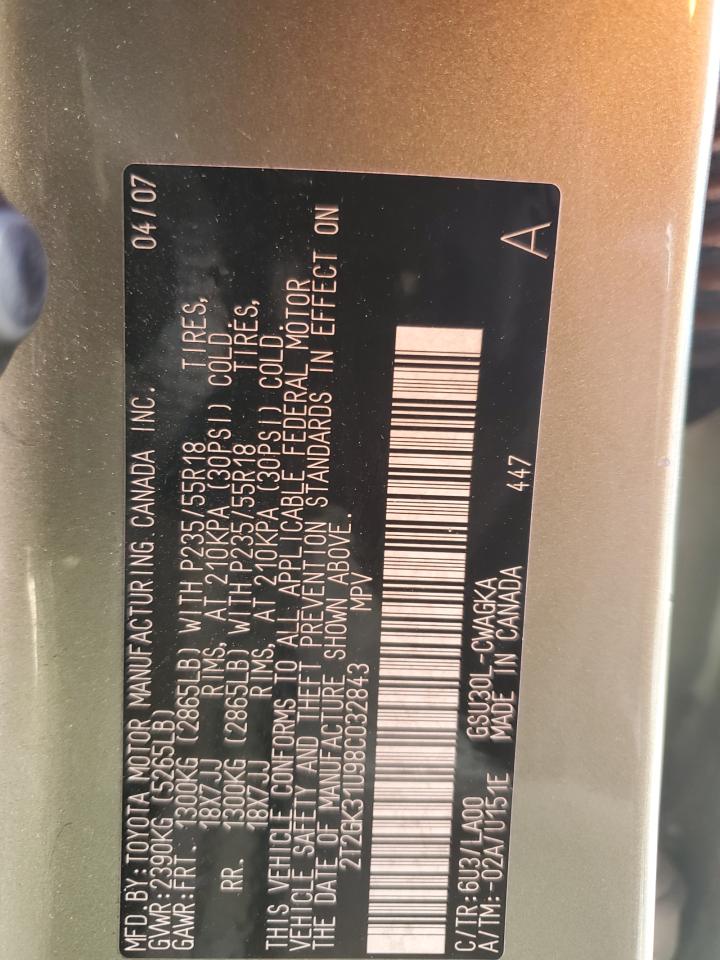 MFD. BY: TOYOTA MOTOR MANUFACTURING CANADA INC. 04/07
GVWR: 2390KG (5265LB)
GAWR: FRT. 1300KG (2865LB) WITH P235/55R18 TIRES,
18X7JJ RIMS, AT 210KPA (30PSI) COLD.
RR. 1300KG (2865LB) WITH P235/55R18 TIRES,
18X7JJ RIMS, AT 210KPA (30PSI) COLD.
THIS VEHICLE CONFORMS TO ALL APPLICABLE FEDERAL MOTOR
VEHICLE SAFETY AND THEFT PREVENTION STANDARDS IN EFFECT ON
THE DATE OF MANUFACTURE SHOWN ABOVE.
2T2GK31U98C032843 MPV
C/TR: 6U3/LA00 GSU30L-CWAGKA
A/TM: -02A/U151E MADE IN CANADA 447 A